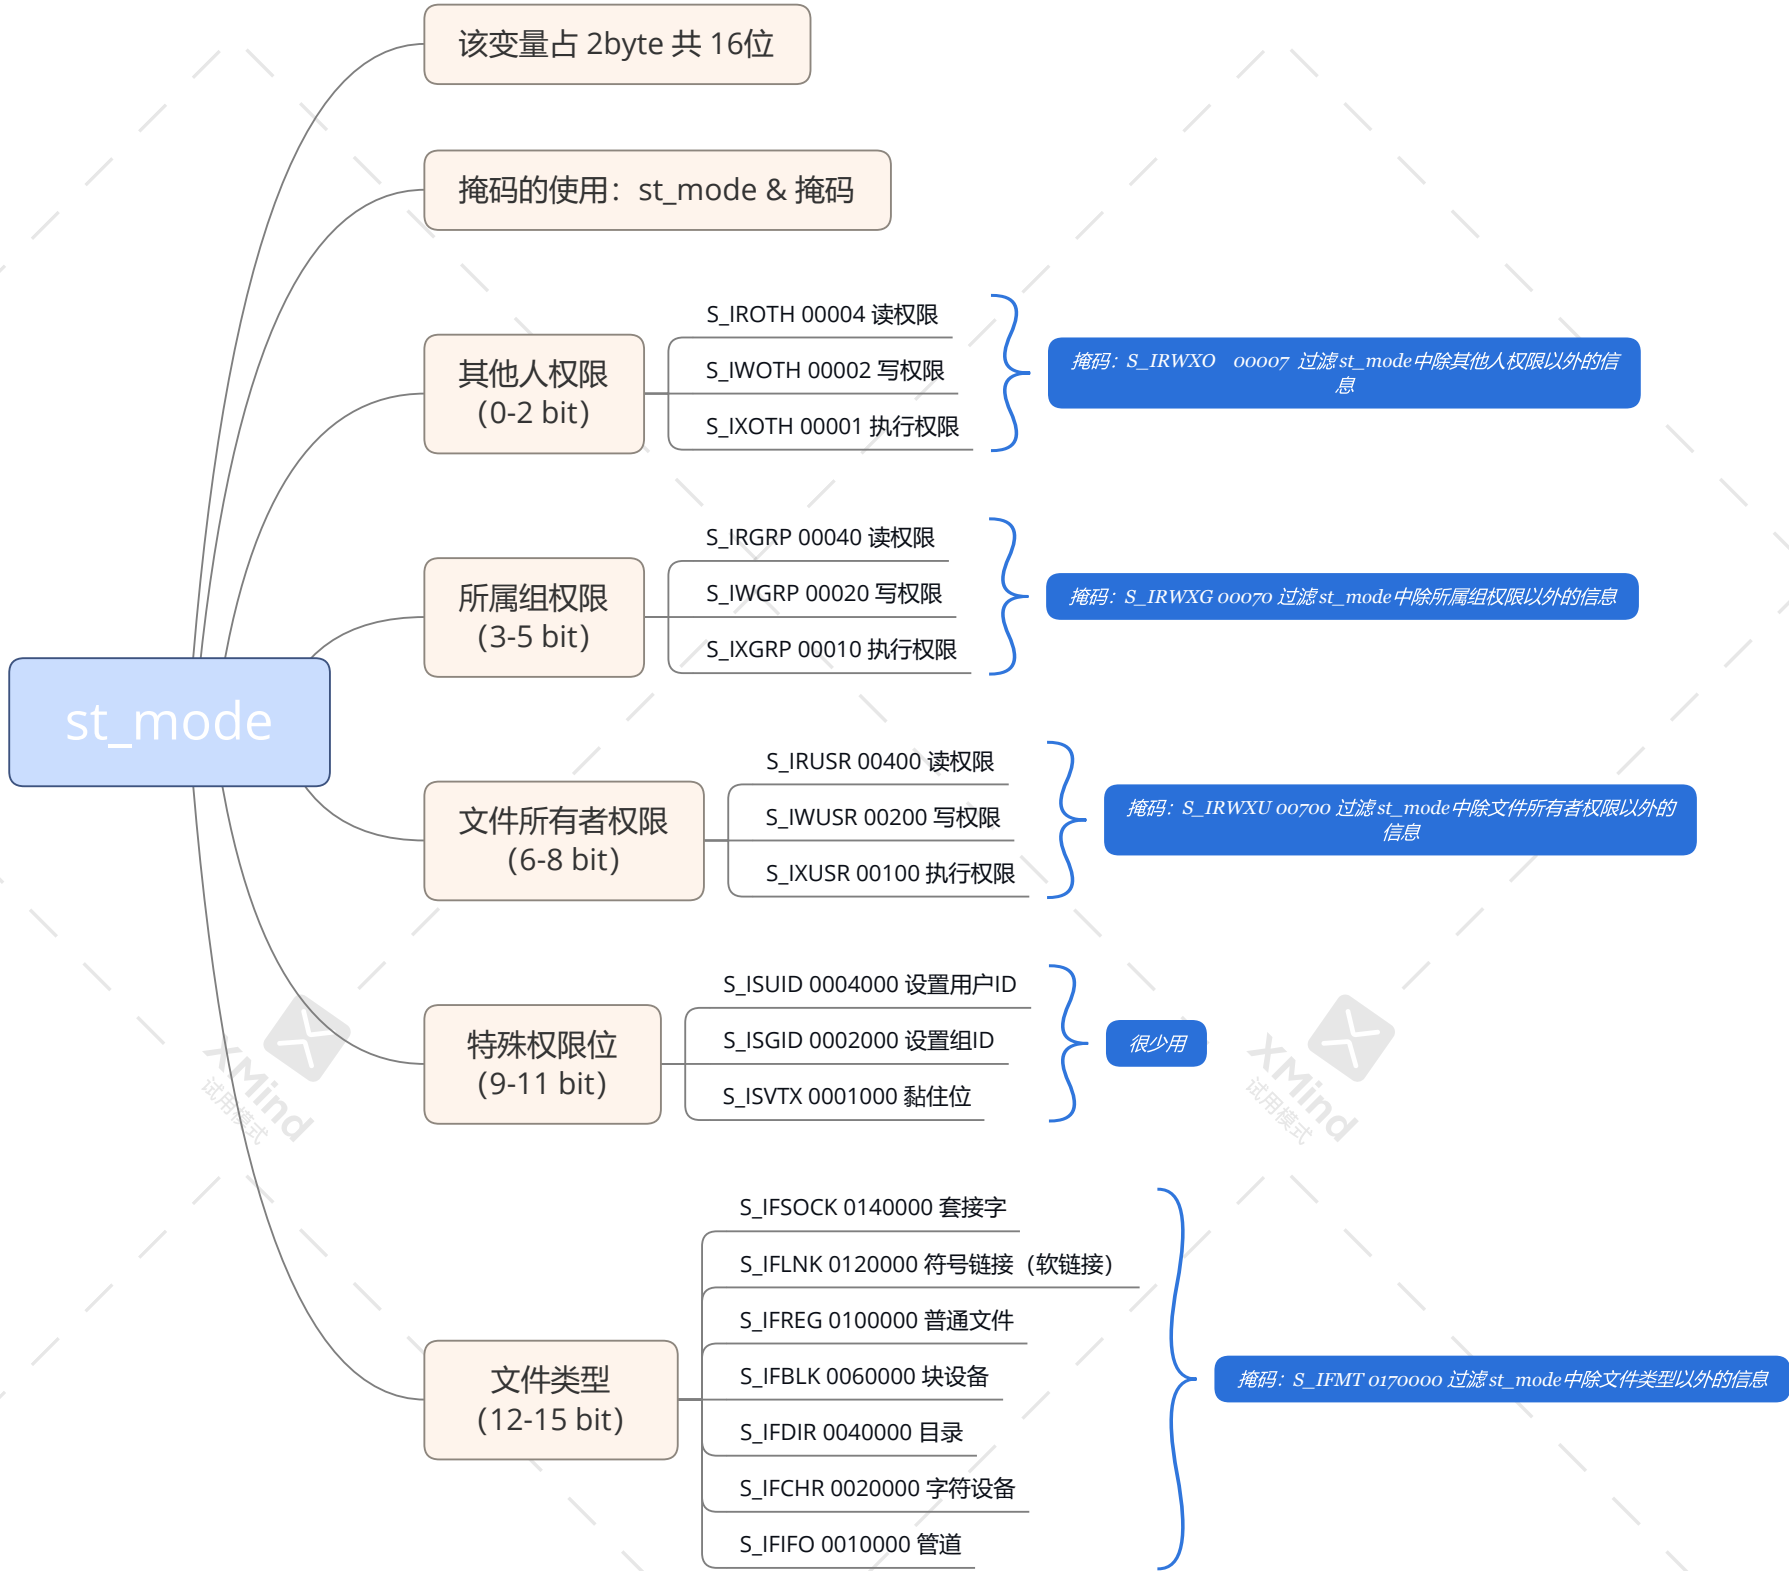 该变量占 2byte 共 16位
掩码的使用：st_mode & 掩码
st_mode
其他人权限
（0-2 bit）
S_IROTH 00004 读权限
S_IWOTH 00002 写权限
S_IXOTH 00001 执行权限
掩码：S_IRWXO 00007 过滤 st_mode中除其他人权限以外的信
息
所属组权限
（3-5 bit）
S_IRGRP 00040 读权限
S_IWGRP 00020 写权限
S_IXGRP 00010 执行权限
掩码：S_IRWXG 00070 过滤 st_mode中除所属组权限以外的信息
文件所有者权限
（6-8 bit）
S_IRUSR 00400 读权限
S_IWUSR 00200 写权限
S_IXUSR 00100 执行权限
掩码：S_IRWXU 00700 过滤 st_mode中除文件所有者权限以外的
信息
特殊权限位
（9-11 bit）
S_ISUID 0004000 设置用户ID
S_ISGID 0002000 设置组ID
S_ISVTX 0001000 黏住位
很少用
文件类型
（12-15 bit）
S_IFSOCK 0140000 套接字
S_IFLNK 0120000 符号链接（软链接）
S_IFREG 0100000 普通文件
S_IFBLK 0060000 块设备
S_IFDIR 0040000 目录
S_IFCHR 0020000 字符设备
S_IFIFO 0010000 管道
掩码：S_IFMT 0170000 过滤 st_mode中除文件类型以外的信息
XMind
试用模式
XMind
试用模式